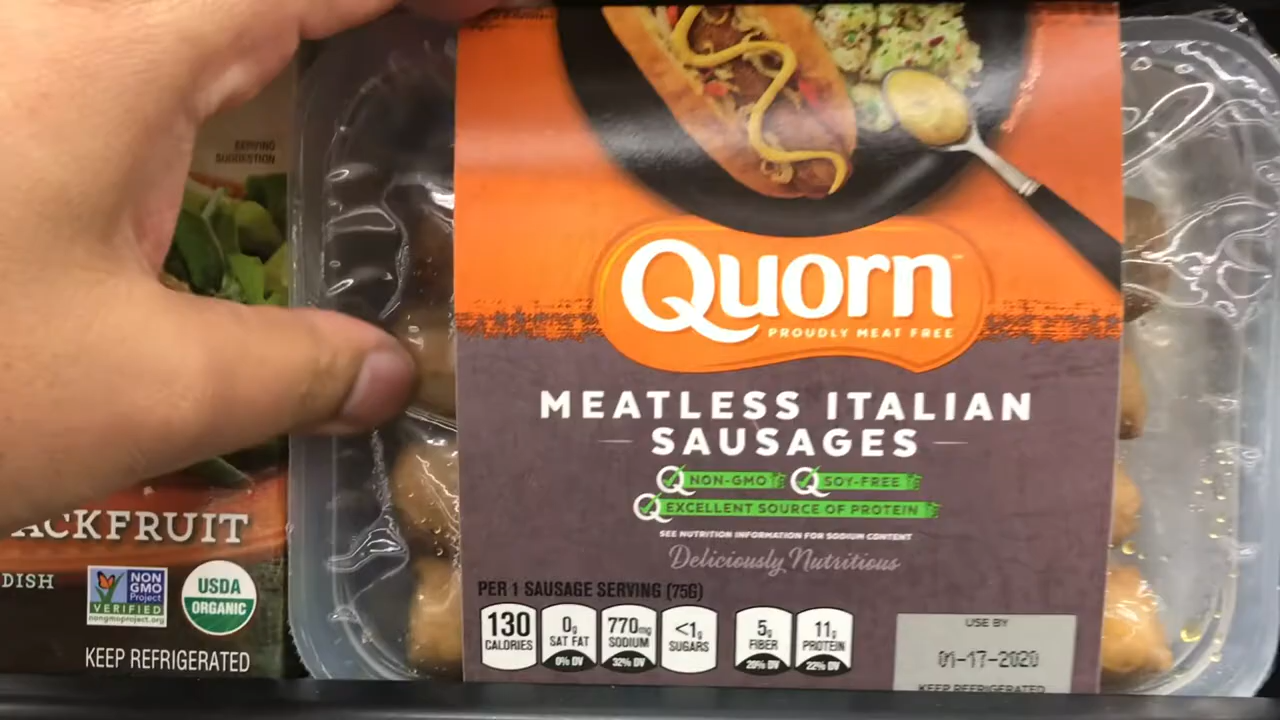 SERVING
SUGGESTION
ACKFRUIT
DISH
NON
GMO
Project
VERIFIED
nongmoproject.org
USDA
ORGANIC
KEEP REFRIGERATED
Quorn
PROUDLY MEAT FREE
MEATLESS ITALIAN
SAUSAGES
NON-GMO
SOY-FREE
EXCELLENT SOURCE OF PROTEIN
SEE NUTRITION INFORMATION FOR SODIUM CONTENT
Deliciously Nutritious
PER 1 SAUSAGE SERVING (75G)
130
CALORIES
0g
SAT FAT
0% DV
770mg
SODIUM
32% DV
<1g
SUGARS
5g
FIBER
20% DV
11g
PROTEIN
22% DV
USE BY
01-17-2020
KEEP REFRIGERATED